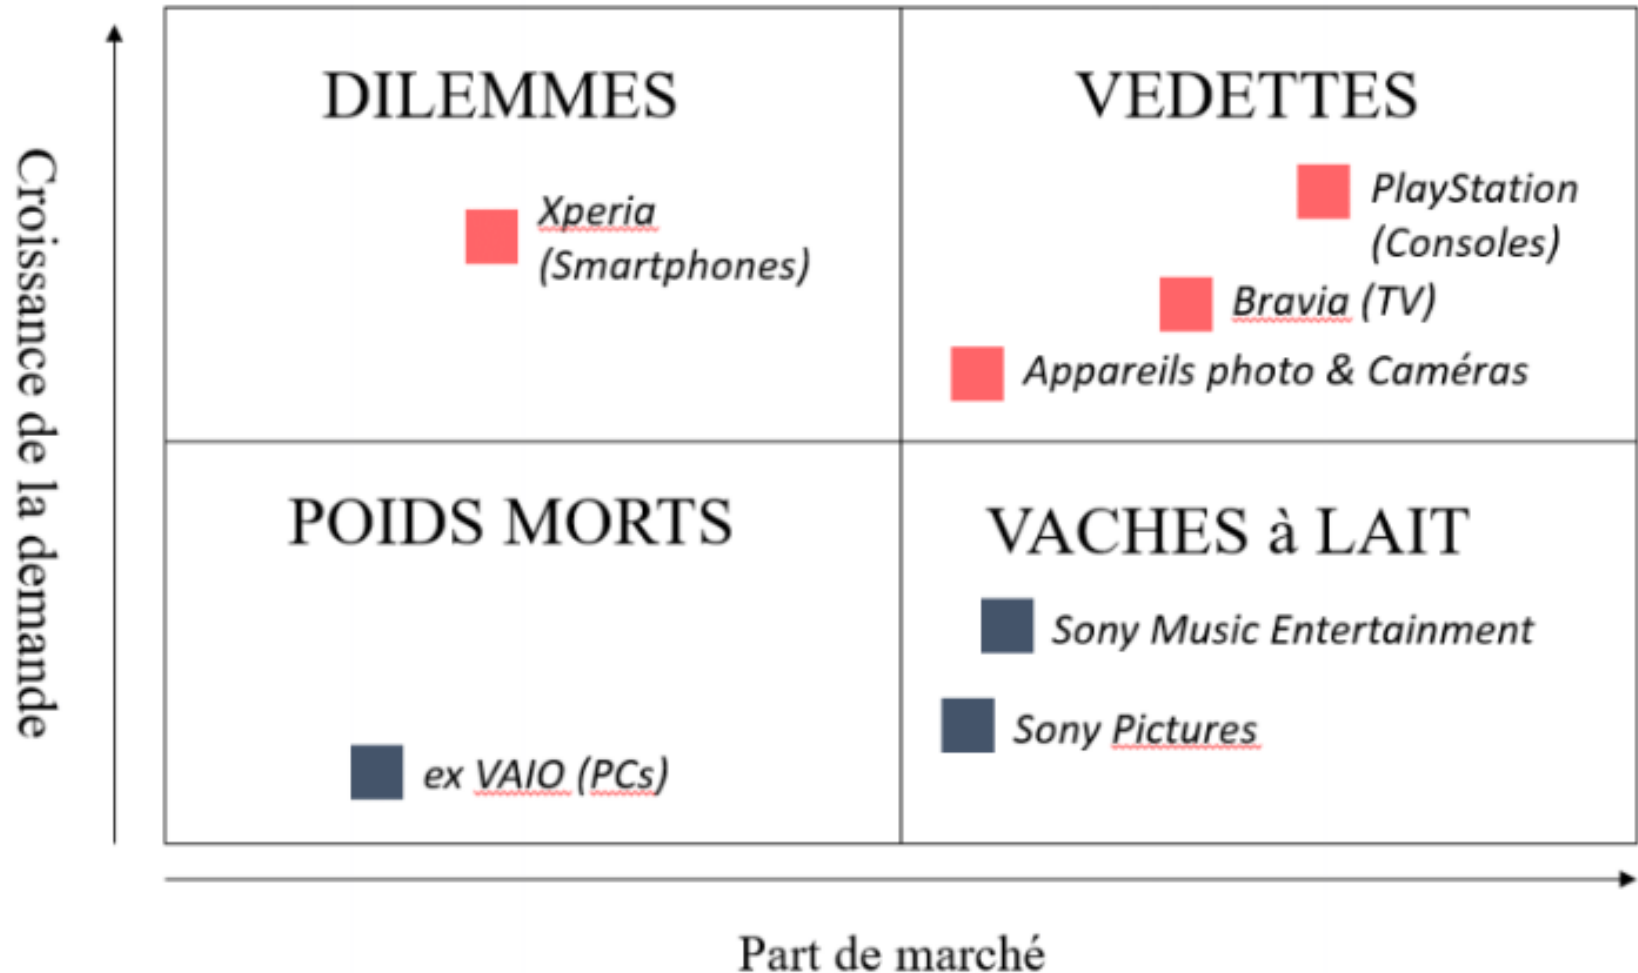 Croissance de la demande
DILEMMES
Xperia
(Smartphones)
VEDETTES
PlayStation
(Consoles)
Bravia (TV)
Appareils photo & Caméras
POIDS MORTS
ex VAIO (PCs)
VACHES à LAIT
Sony Music Entertainment
Sony Pictures
Part de marché